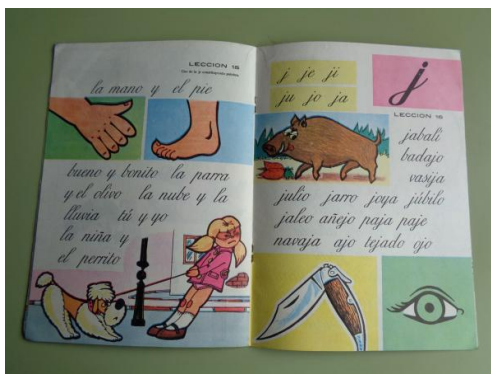 LECCION 15
la mano y el pie
bueno y bonito la parra
y el olivo la nube y la
lluvia tú y yo
la niña y
el perrito
j je ji
ju jo ja
j
LECCION 16
jabalí
badajo
vasija
julio jarro joya júbilo
jaleo añejo paja paje
navaja ajo tejado ojo